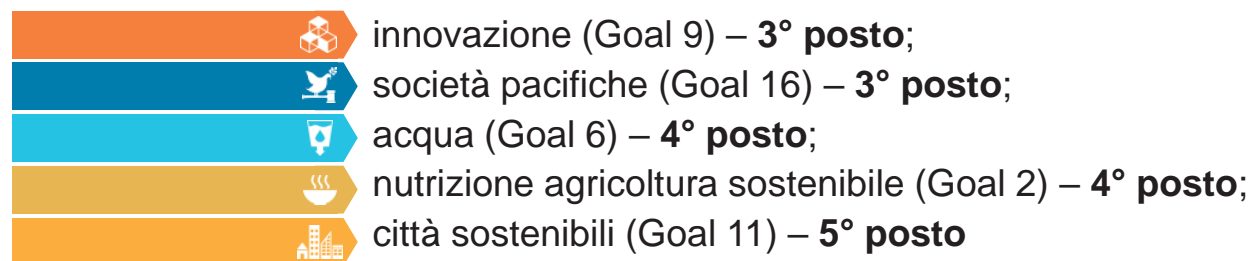 innovazione (Goal 9) – 3° posto;
società pacifiche (Goal 16) – 3° posto;
acqua (Goal 6) – 4° posto;
nutrizione agricoltura sostenibile (Goal 2) – 4° posto;
città sostenibili (Goal 11) – 5° posto